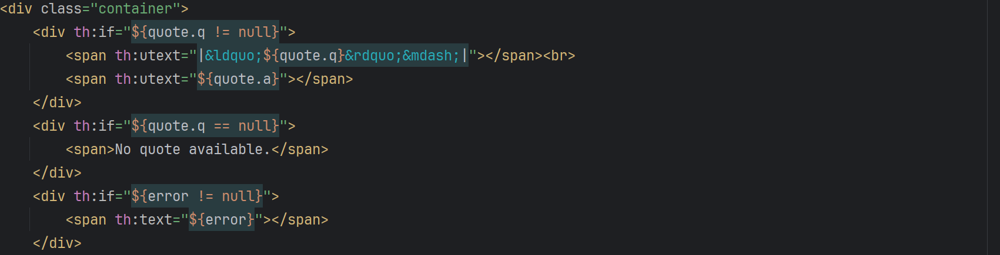 <div class="container">
    <div th:if="${quote.q != null}">
        <span th:utext="|&ldquo;${quote.q}&rdquo;&mdash;|"></span><br>
        <span th:utext="${quote.a}"></span>
    </div>
    <div th:if="${quote.q == null}">
        <span>No quote available.</span>
    </div>
    <div th:if="${error != null}">
        <span th:text="${error}"></span>
    </div>